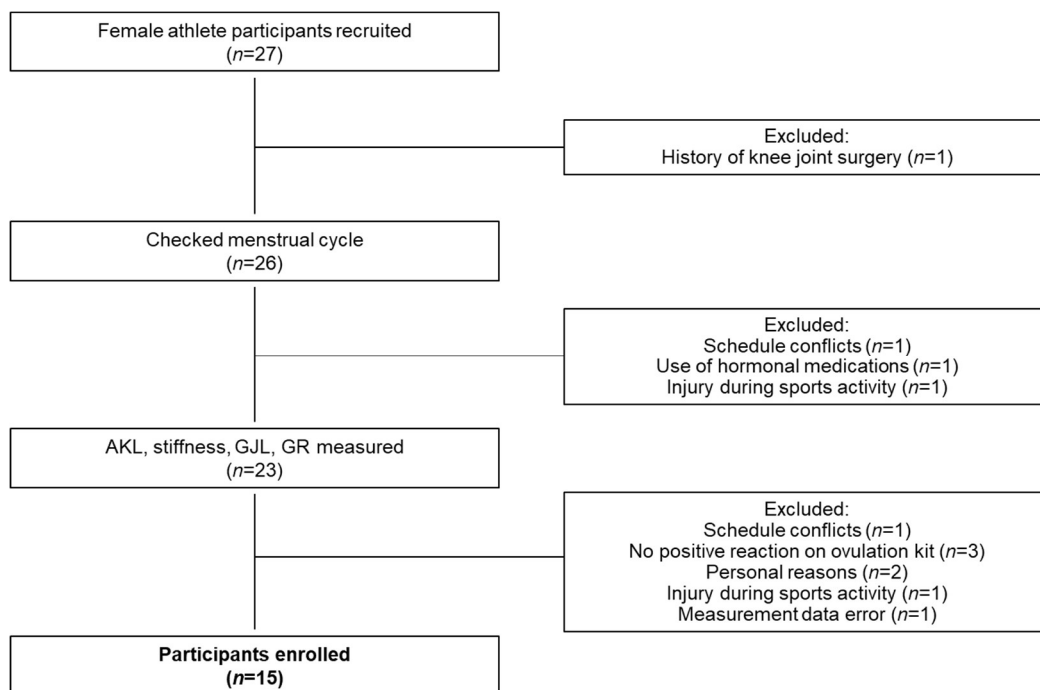 Female athlete participants recruited
(n=27)
Excluded:
History of knee joint surgery (n=1)
Checked menstrual cycle
(n=26)
Excluded:
Schedule conflicts (n=1)
Use of hormonal medications (n=1)
Injury during sports activity (n=1)
AKL, stiffness, GJL, GR measured
(n=23)
Excluded:
Schedule conflicts (n=1)
No positive reaction on ovulation kit (n=3)
Personal reasons (n=2)
Injury during sports activity (n=1)
Measurement data error (n=1)
Participants enrolled
(n=15)